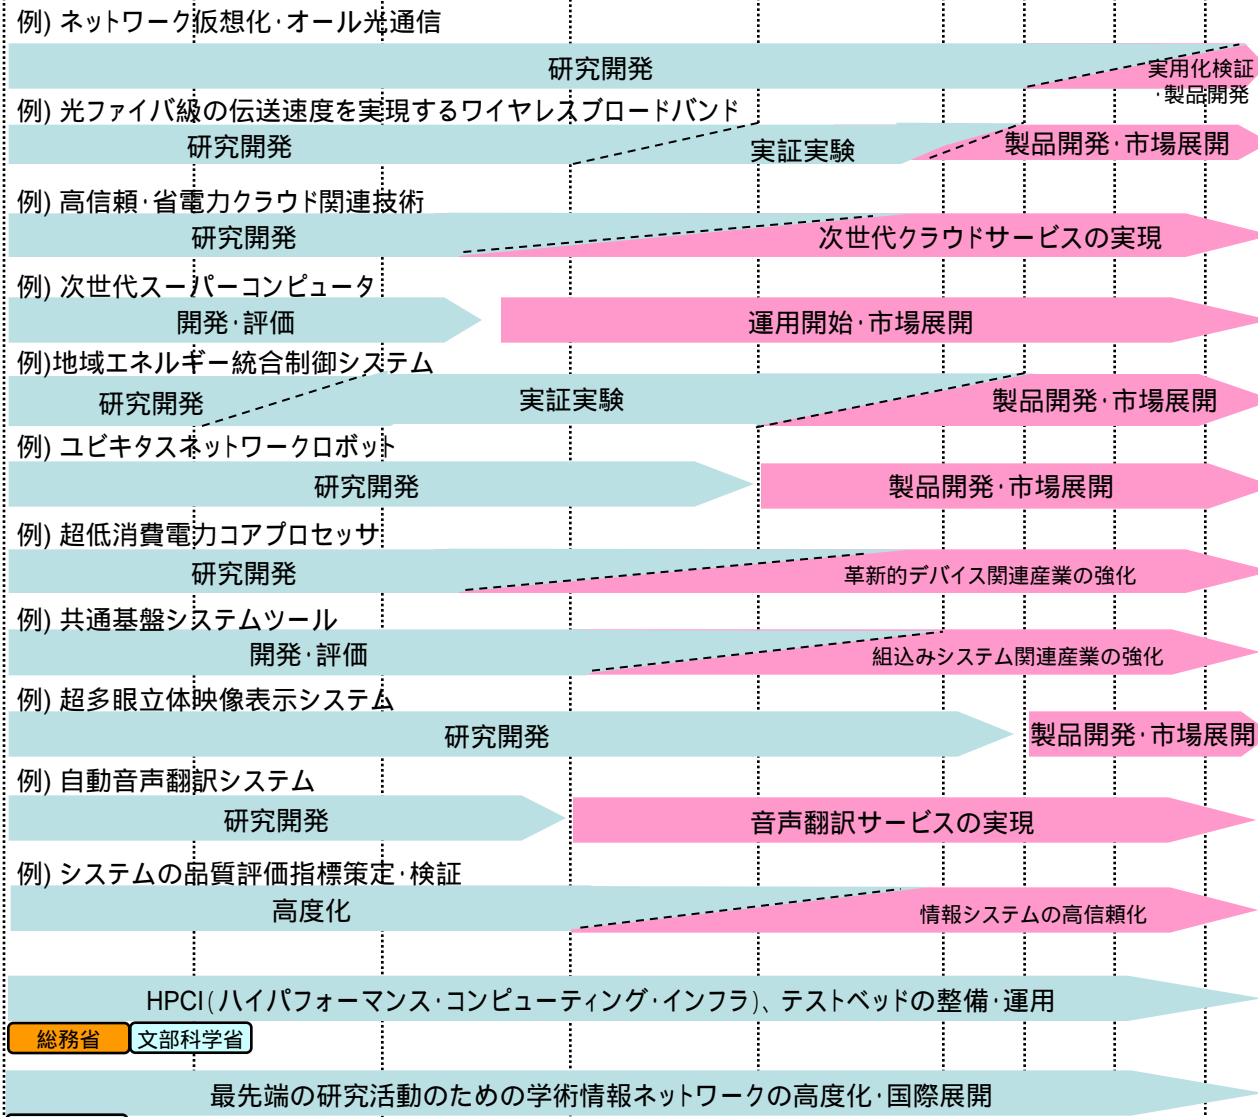 例) ネットワーク仮想化・オール光通信
研究開発
実用化検証
・製品開発
例) 光ファイバ級の伝送速度を実現するワイヤレスブロードバンド
研究開発
実証実験
製品開発・市場展開
例) 高信頼・省電力クラウド関連技術
研究開発
次世代クラウドサービスの実現
例) 次世代スーパーコンピュータ
開発・評価
運用開始・市場展開
例)地域エネルギー統合制御システム
研究開発
実証実験
製品開発・市場展開
例) ユビキタスネットワークロボット
研究開発
製品開発・市場展開
例) 超低消費電力コアプロセッサ
研究開発
革新的デバイス関連産業の強化
例) 共通基盤システムツール
開発・評価
組込みシステム関連産業の強化
例) 超多眼立体映像表示システム
研究開発
製品開発・市場展開
例) 自動音声翻訳システム
研究開発
音声翻訳サービスの実現
例) システムの品質評価指標策定・検証
高度化
情報システムの高信頼化
HPCI(ハイパフォーマンス・コンピューティング・インフラ)、テストベッドの整備・運用
総務省
文部科学省
最先端の研究活動のための学術情報ネットワークの高度化・国際展開